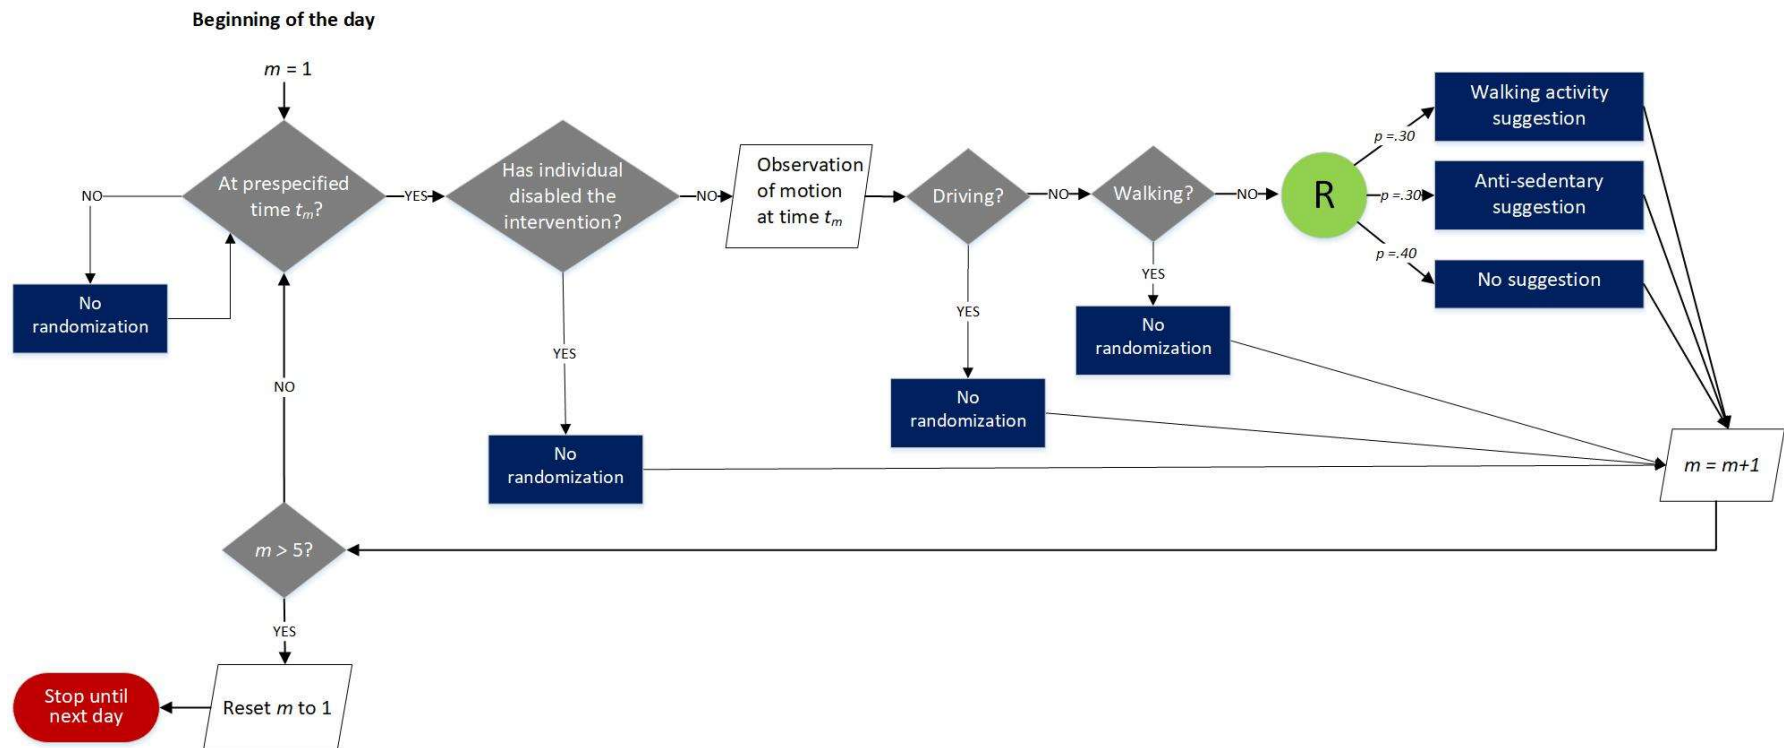 Beginning of the day
m = 1
At prespecified
time tm?
NO
No
randomization
YES
Has individual
disabled the
intervention?
YES
No
randomization
NO
Observation
of motion
at time tm
Driving?
YES
No
randomization
NO
Walking?
YES
No
randomization
NO
R
p =.30
Walking activity
suggestion
p =.30
Anti-sedentary
suggestion
p =.40
No suggestion
m = m+1
m > 5?
NO
YES
Reset m to 1
Stop until
next day